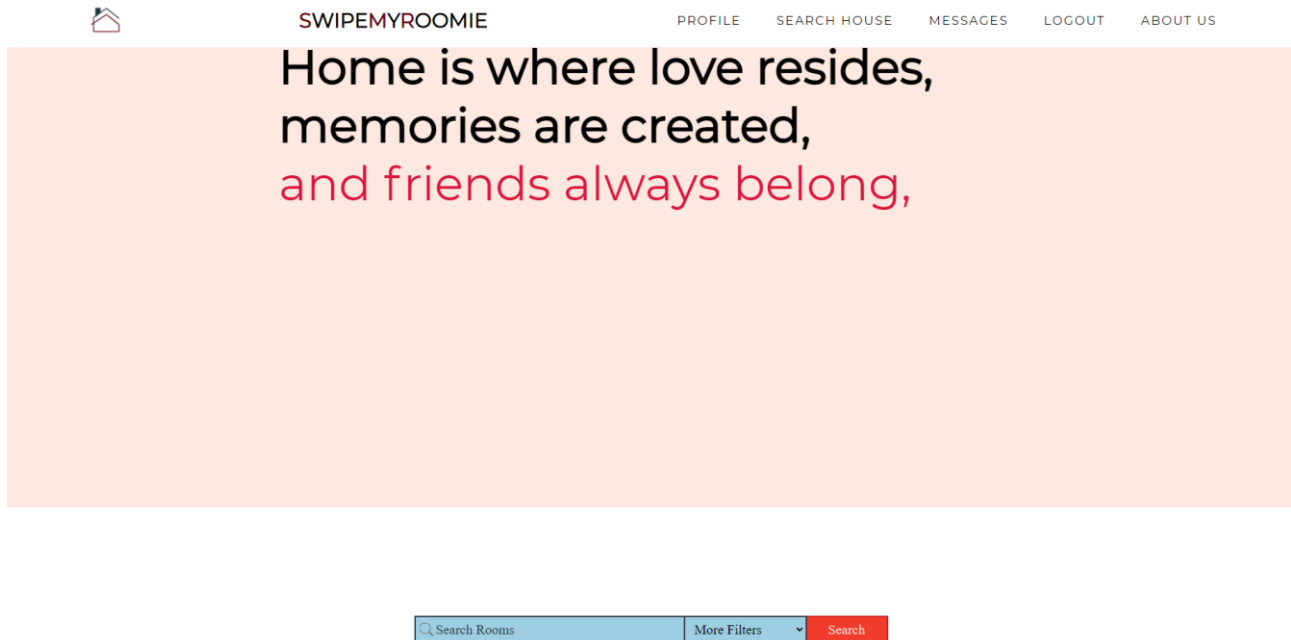 SWIPEMYROOMIE
PROFILE SEARCH HOUSE MESSAGES LOGOUT ABOUT US
Home is where love resides,
memories are created,
and friends always belong,
Search Rooms More Filters Search